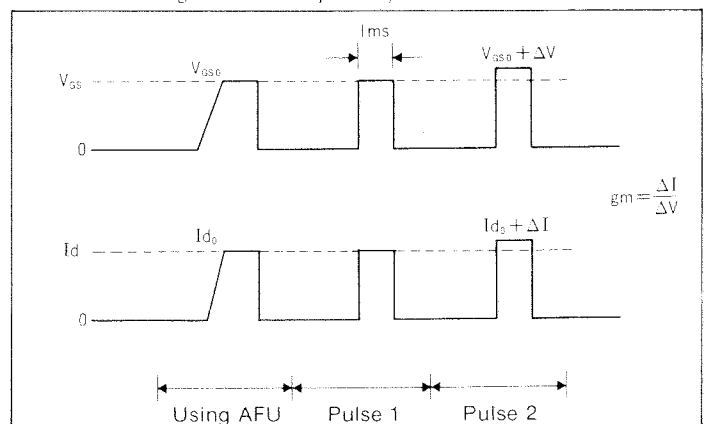 1ms
V_GS0
V_GS0 + ΔV
V_GS
0
gm = ΔI/ΔV
Id_0
Id_0 + ΔI
Id
0
Using AFU
Pulse 1
Pulse 2